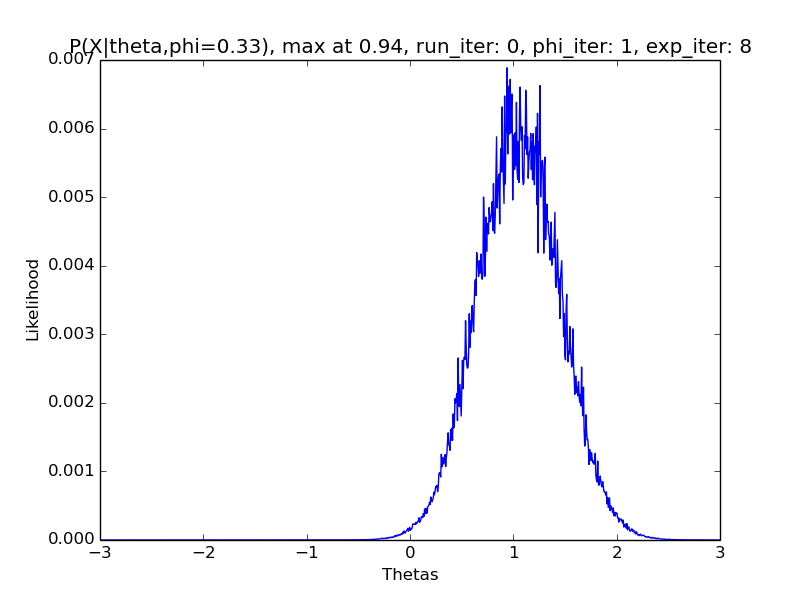 P(X|theta,phi=0.33), max at 0.94, run_iter: 0, phi_iter: 1, exp_iter: 8
0.007
0.006
0.005
0.004
0.003
0.002
0.001
0.000
Likelihood
−3 −2 −1 0 1 2 3
Thetas